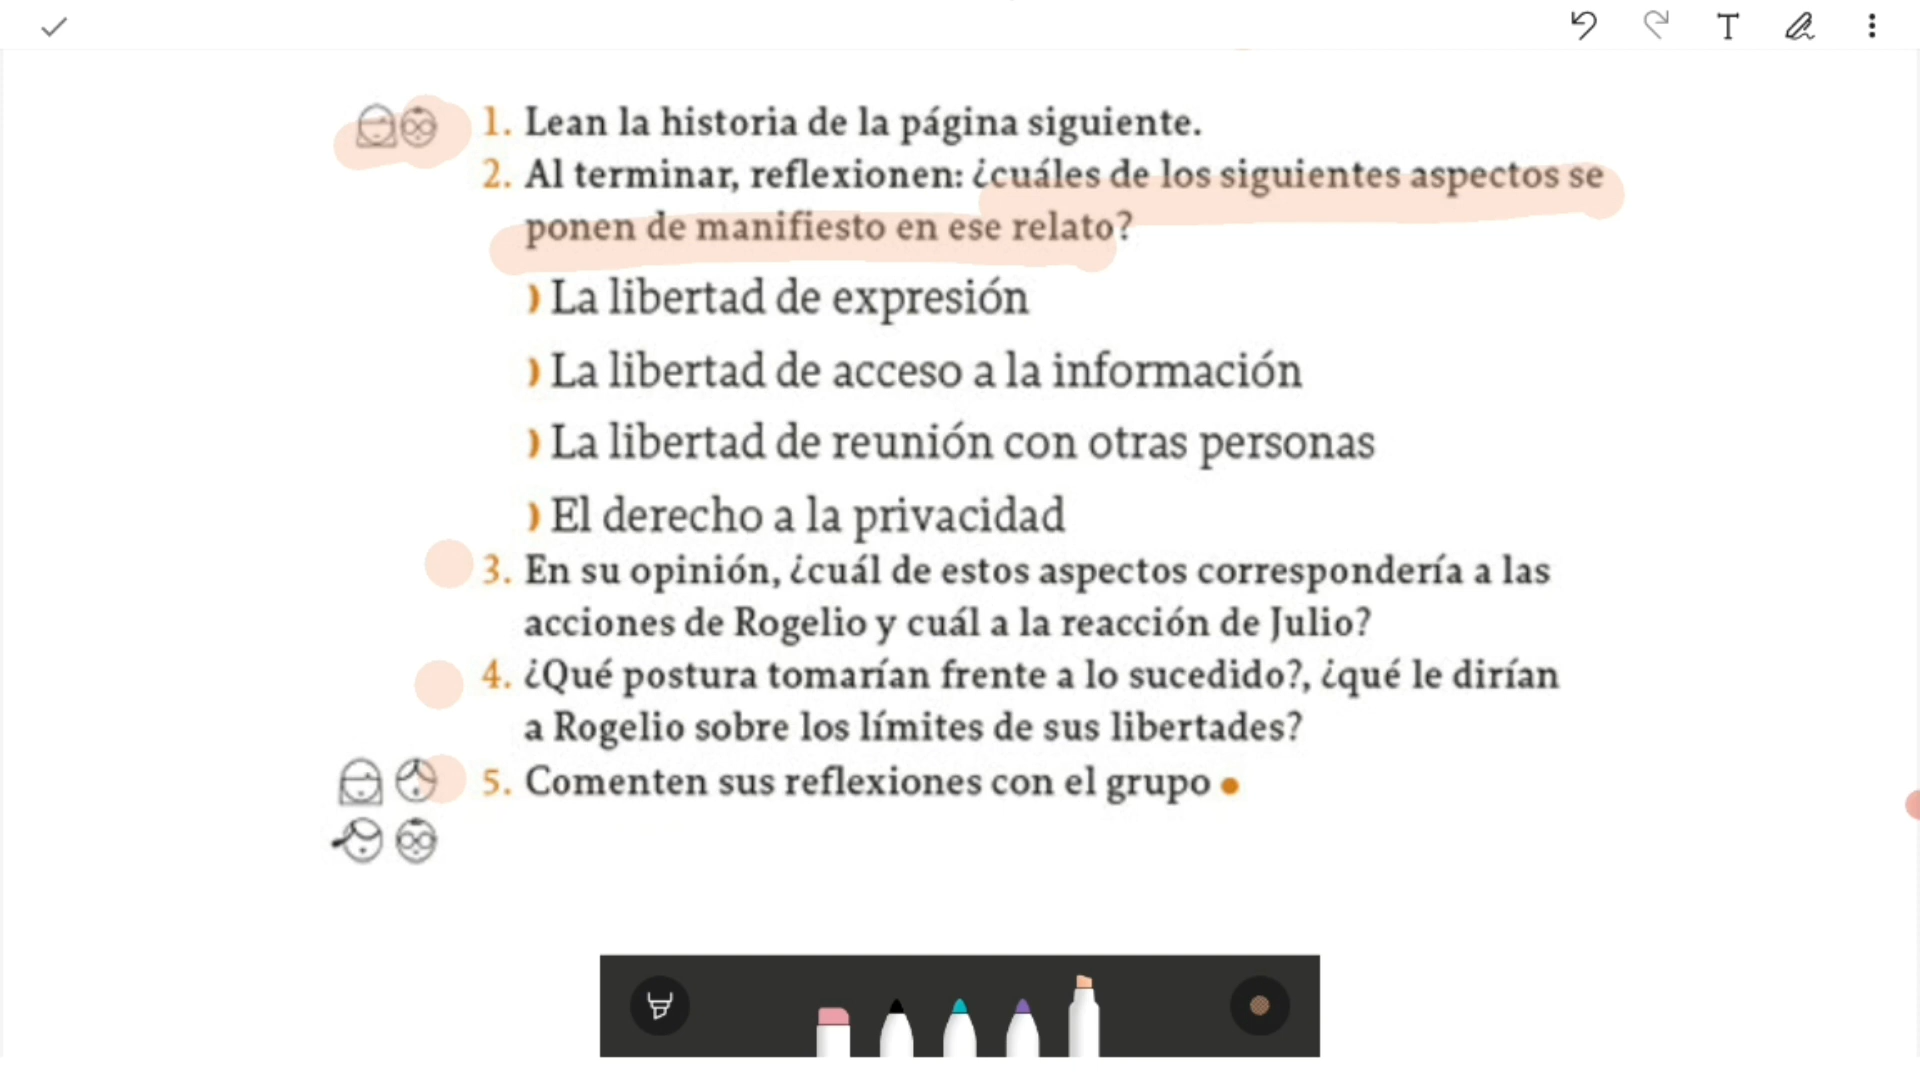 1. Lean la historia de la página siguiente.
2. Al terminar, reflexionen: ¿cuáles de los siguientes aspectos se
ponen de manifiesto en ese relato?
) La libertad de expresión
) La libertad de acceso a la información
) La libertad de reunión con otras personas
) El derecho a la privacidad
3. En su opinión, ¿cuál de estos aspectos correspondería a las
acciones de Rogelio y cuál a la reacción de Julio?
4. ¿Qué postura tomarían frente a lo sucedido?, ¿qué le dirían
a Rogelio sobre los límites de sus libertades?
5. Comenten sus reflexiones con el grupo